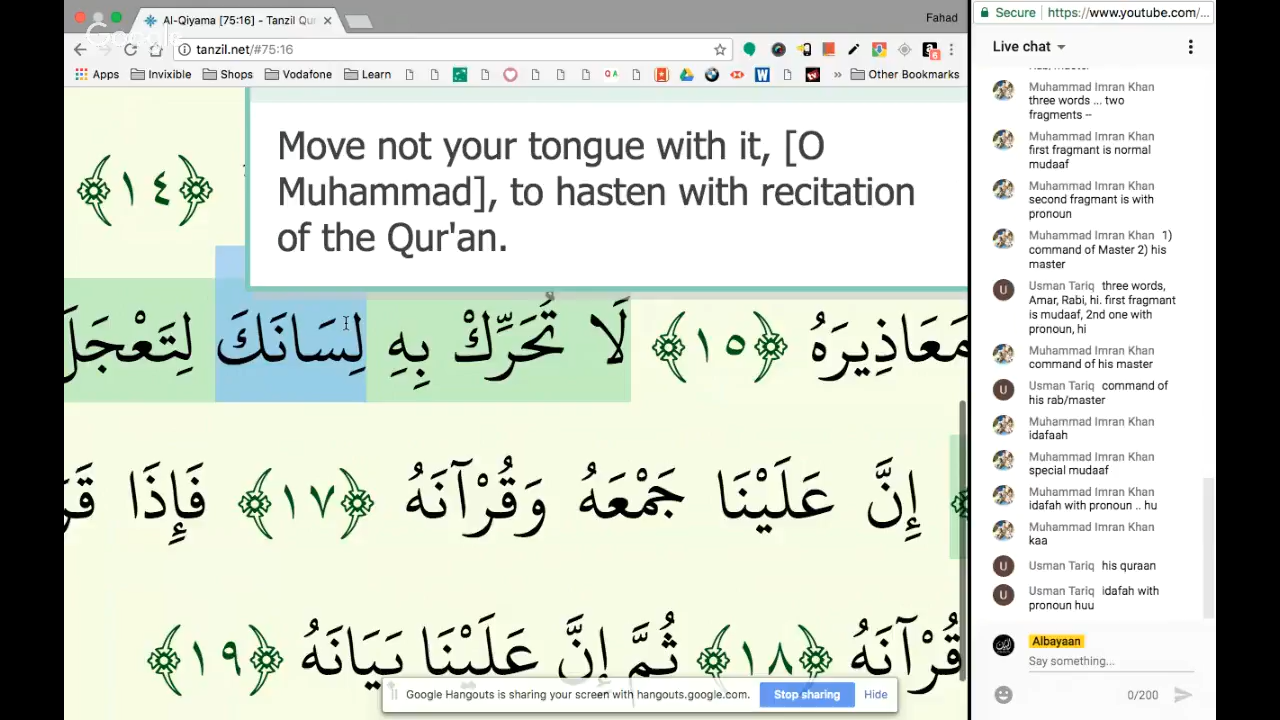 Al-Qiyama [75:16] - Tanzil Qur
Fahad
Google
tanzil.net/#75:16
Apps Invixible Shops Vodafone Learn Other Bookmarks
Move not your tongue with it, [O
Muhammad], to hasten with recitation
of the Qur'an.
﴿١٤﴾
مَعَاذِيرَهُ ﴿١٥﴾ لَا تُحَرِّكْ بِهِ لِسَانَكَ لِتَعْجَلَ
إِنَّ عَلَيْنَا جَمْعَهُ وَقُرْآنَهُ ﴿١٧﴾ فَإِذَا
قُرْآنَهُ ﴿١٨﴾ ثُمَّ إِنَّ عَلَيْنَا بَيَانَهُ ﴿١٩﴾
Google Hangouts is sharing your screen with hangouts.google.com. Stop sharing Hide
Secure https://www.youtube.com/...
Live chat
Muhammad Imran Khan
three words ... two
fragments --
Muhammad Imran Khan
first fragment is normal
mudaaf
Muhammad Imran Khan
second fragmant is with
pronoun
Muhammad Imran Khan 1)
command of Master 2) his
master
Usman Tariq three words,
Amar, Rabi, hi. first fragment
is mudaaf, 2nd one with
pronoun, hi
Muhammad Imran Khan
command of his master
Usman Tariq command of
his rab/master
Muhammad Imran Khan
idafaah
Muhammad Imran Khan
special mudaaf
Muhammad Imran Khan
idafah with pronoun .. hu
Muhammad Imran Khan
kaa
Usman Tariq his quraan
Usman Tariq idafah with
pronoun huu
Albayaan
Say something...
0/200